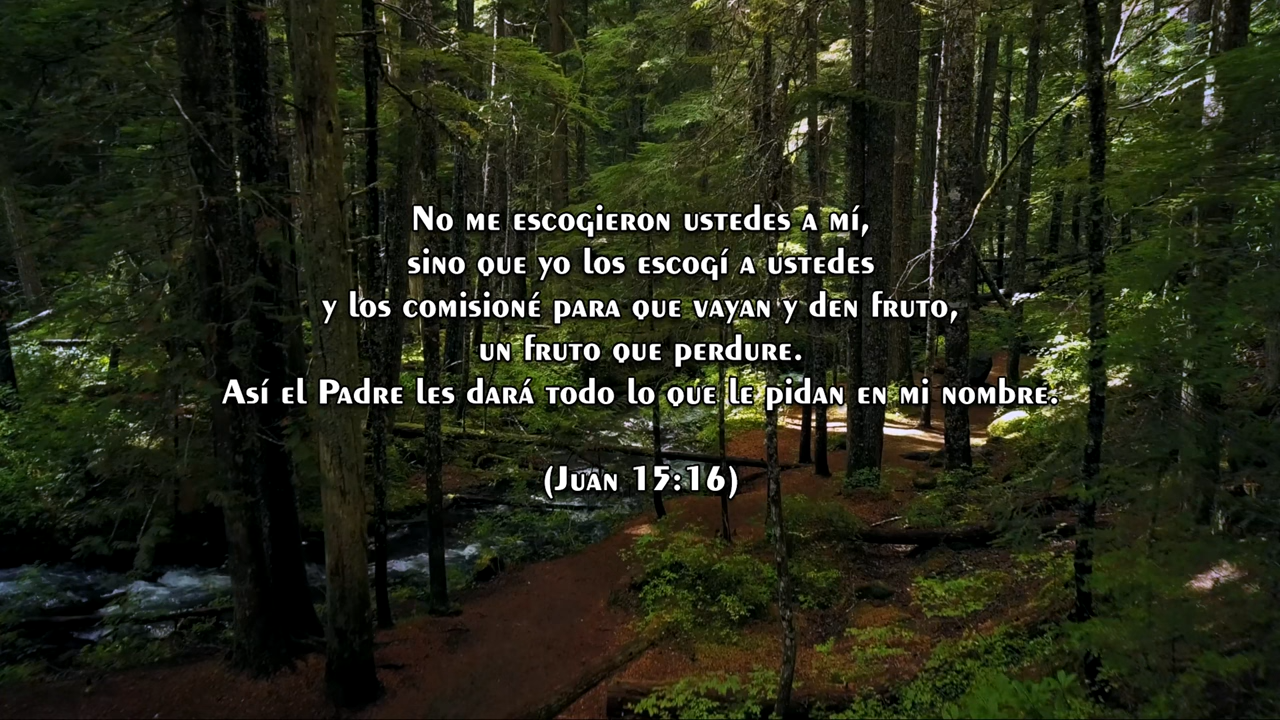 No me escogieron ustedes a mí,
sino que yo los escogí a ustedes
y los comisioné para que vayan y den fruto,
un fruto que perdure.
Así el Padre les dará todo lo que le pidan en mi nombre.
(Juan 15:16)